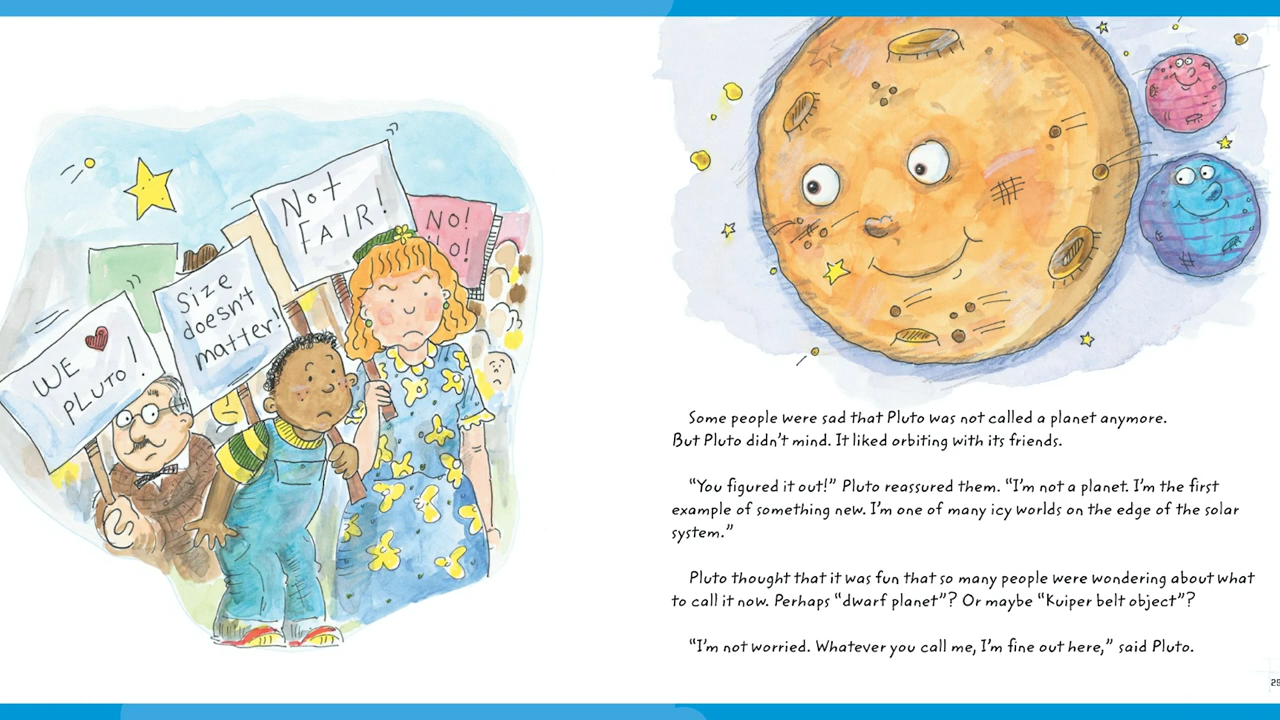 WE ♥
PLUTO!
Size
doesn't
matter!
Not
FAIR!
NO!
Some people were sad that Pluto was not called a planet anymore.
But Pluto didn't mind. It liked orbiting with its friends.
“You figured it out!” Pluto reassured them. “I'm not a planet. I'm the first
example of something new. I'm one of many icy worlds on the edge of the solar
system.”
Pluto thought that it was fun that so many people were wondering about what
to call it now. Perhaps “dwarf planet”? Or maybe “Kuiper belt object”?
“I'm not worried. Whatever you call me, I'm fine out here,” said Pluto.